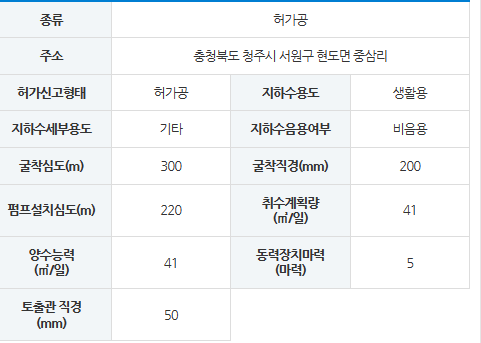 종류 허가공
주소 충청북도 청주시 서원구 현도면 중삼리
허가신고형태 허가공 지하수용도 생활용
지하수세부용도 기타 지하수음용여부 비음용
굴착심도(m) 300 굴착직경(mm) 200
펌프설치심도(m) 220 취수계획량
(㎥/일) 41
양수능력
(㎥/일) 41 동력장치마력
(마력) 5
토출관 직경
(mm) 50